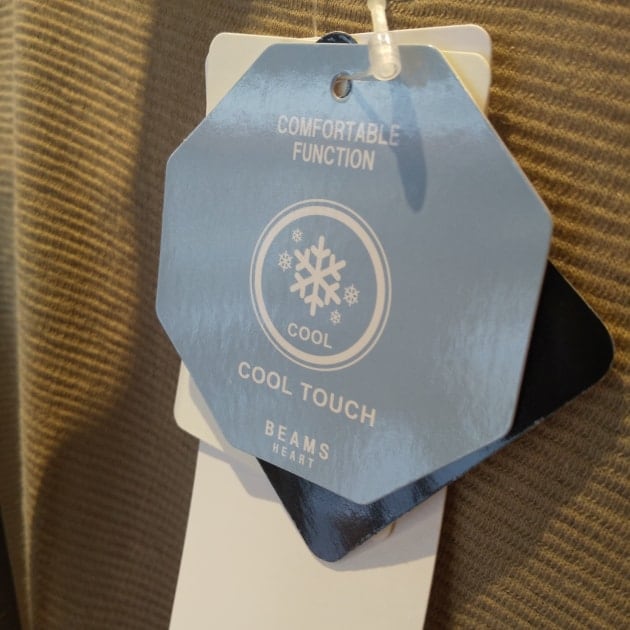 COMFORTABLE
FUNCTION
COOL
COOL TOUCH
BEAMS
HEART